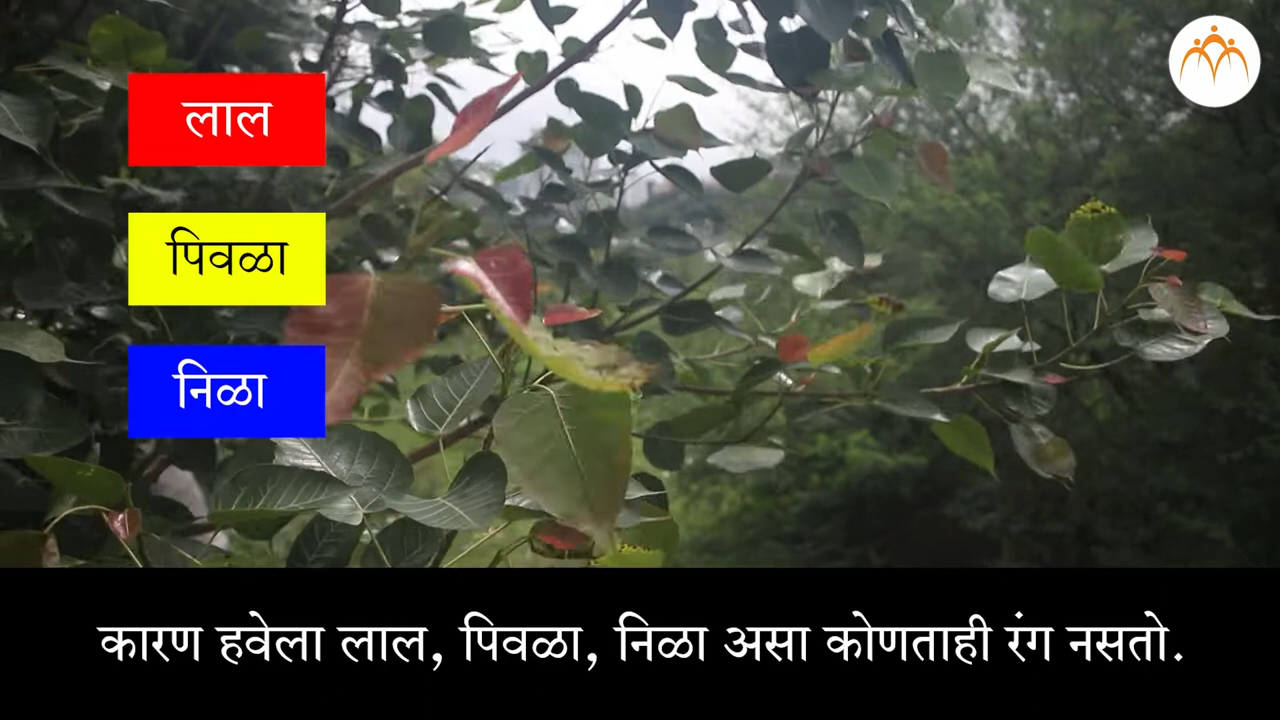 लाल
पिवळा
निळा
कारण हवेला लाल, पिवळा, निळा असा कोणताही रंग नसतो.